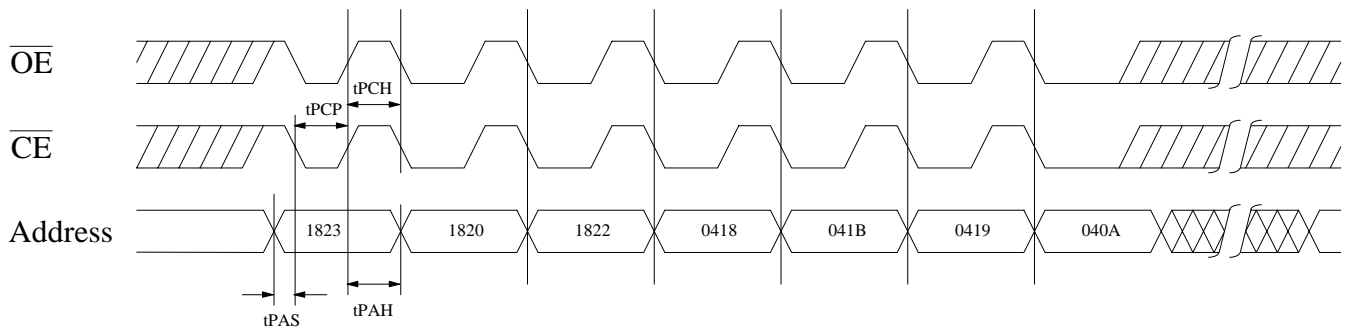 OE
tPCH
tPCP
CE
Address 1823 1820 1822 0418 041B 0419 040A
tPAS tPAH